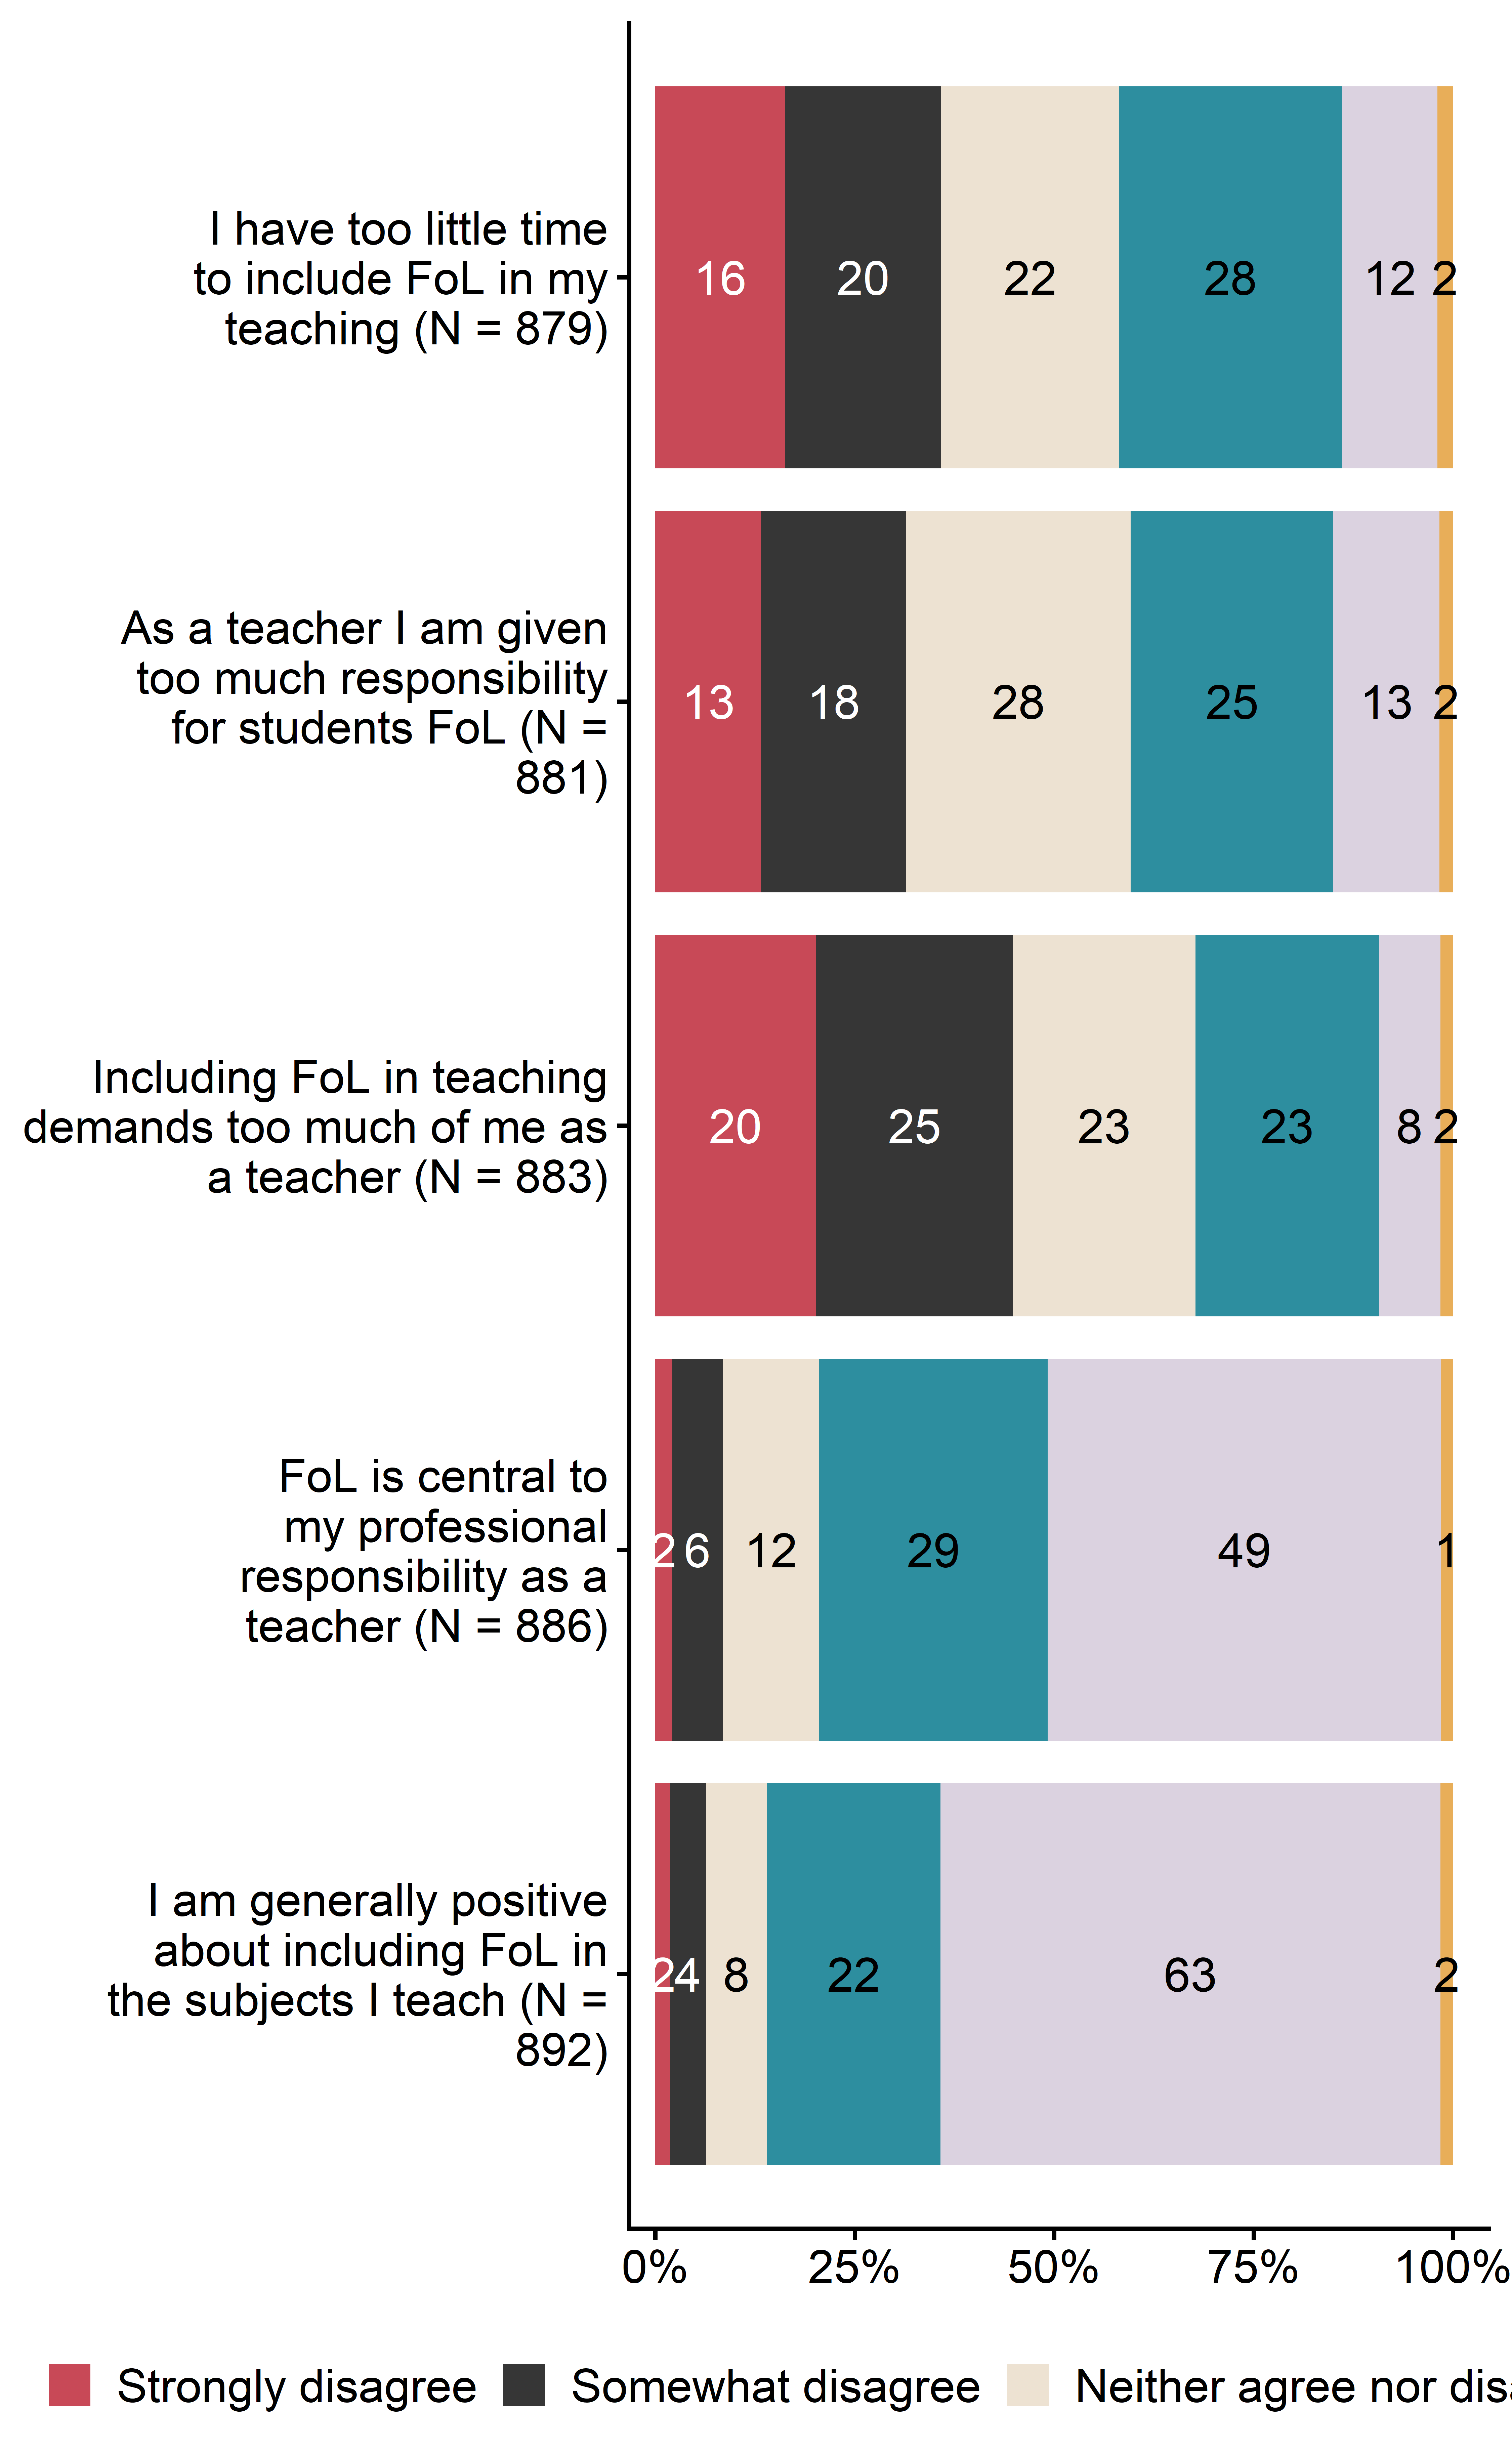 I have too little time
to include FoL in my
teaching (N = 879)
16 20 22 28 12 2
As a teacher I am given
too much responsibility
for students FoL (N =
881)
13 18 28 25 13 2
Including FoL in teaching
demands too much of me as
a teacher (N = 883)
20 25 23 23 8 2
FoL is central to
my professional
responsibility as a
teacher (N = 886)
2 6 12 29 49 1
I am generally positive
about including FoL in
the subjects I teach (N =
892)
2 4 8 22 63 2
0% 25% 50% 75% 100%
Strongly disagree Somewhat disagree Neither agree nor disa